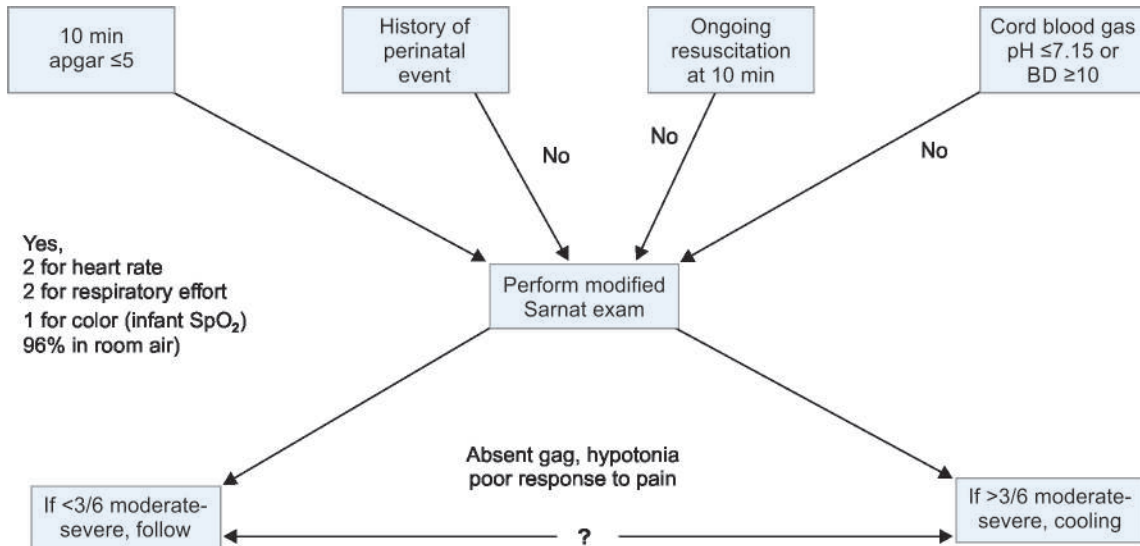 10 min
apgar ≤5
History of
perinatal
event
Ongoing
resuscitation
at 10 min
Cord blood gas
pH ≤7.15 or
BD ≥10
No
No
No
Yes,
2 for heart rate
2 for respiratory effort
1 for color (infant SpO₂)
96% in room air)
Perform modified
Sarnat exam
Absent gag, hypotonia
poor response to pain
If <3/6 moderate-
severe, follow
?
If >3/6 moderate-
severe, cooling